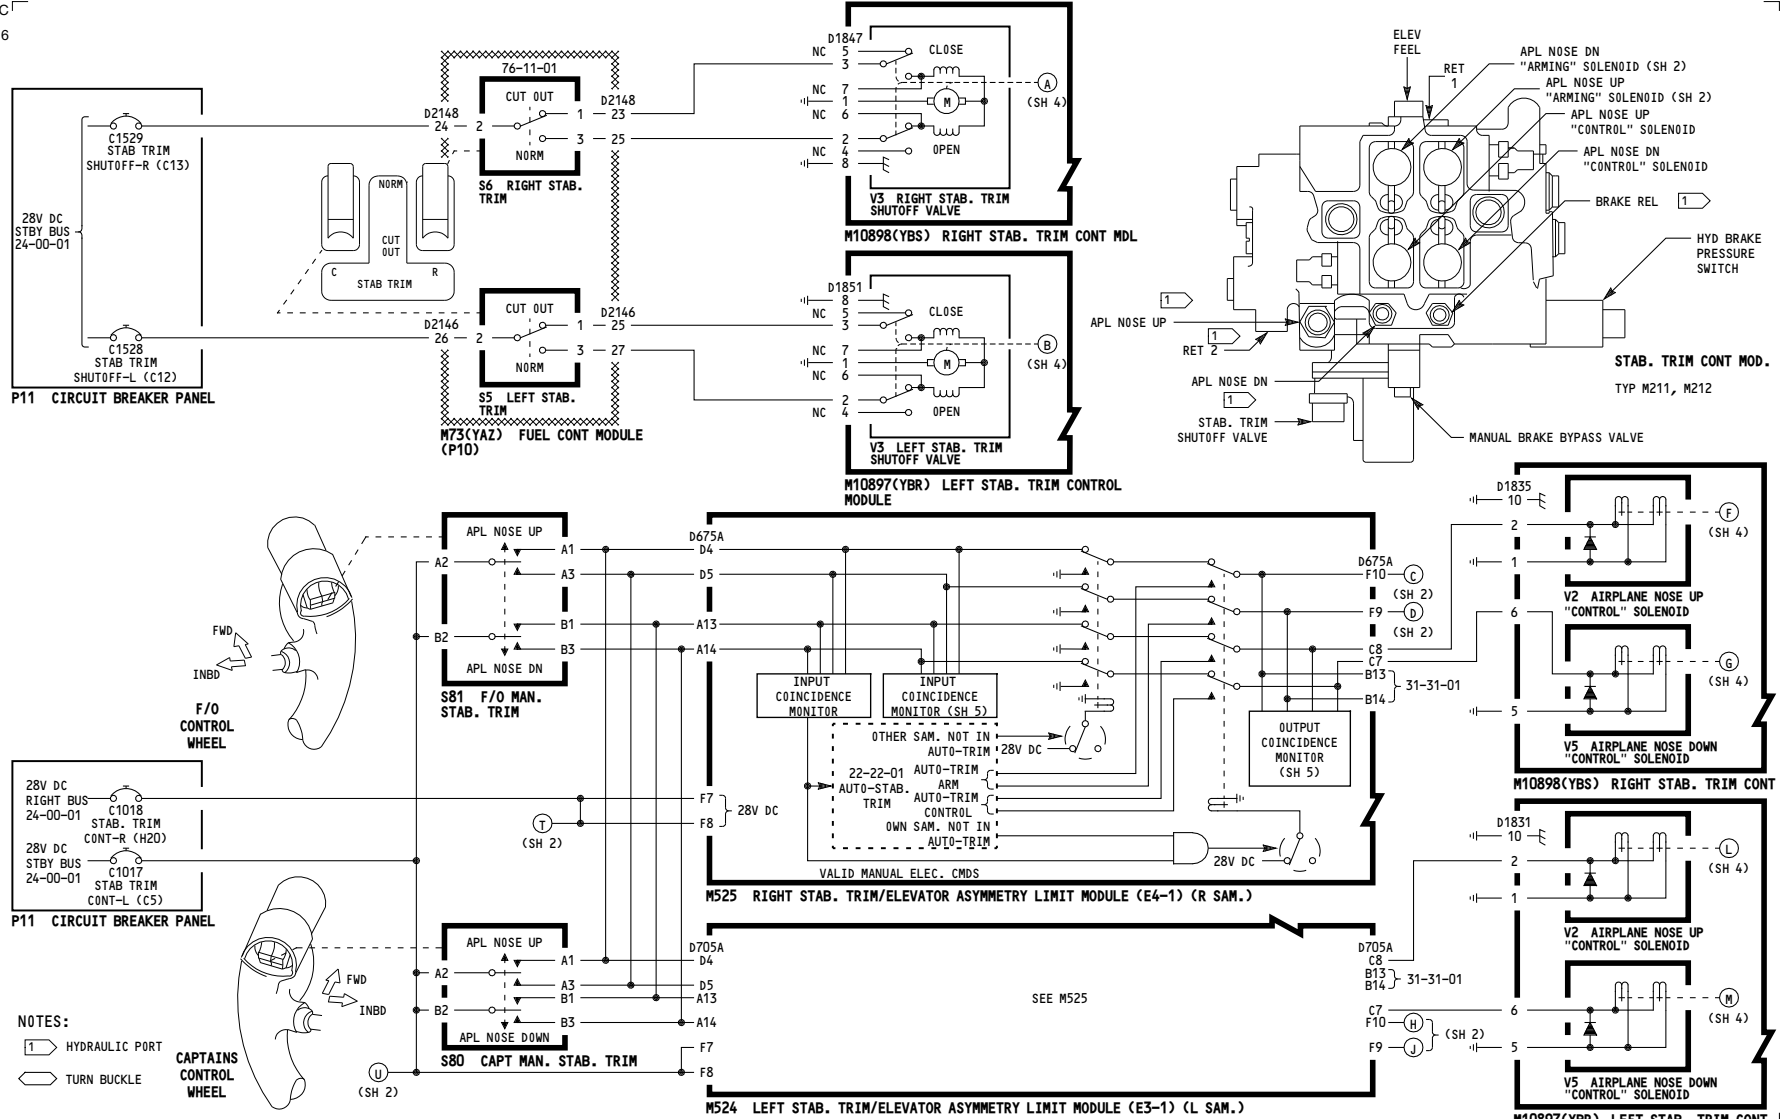 C
6
76-11-01
CUT OUT
D2148
24
2
1
3
NORM
D2148
23
25
S6 RIGHT STAB.
TRIM
C1529
STAB TRIM
SHUTOFF-R (C13)
28V DC
STBY BUS
24-00-01
C1528
STAB TRIM
SHUTOFF-L (C12)
P11 CIRCUIT BREAKER PANEL
NORM
CUT
OUT
C
R
STAB TRIM
CUT OUT
D2146
26
2
1
3
NORM
D2146
25
27
S5 LEFT STAB.
TRIM
M73(YAZ) FUEL CONT MODULE
(P10)
D1847
NC 5
3
NC 7
1
NC 6
2
NC 4
8
CLOSE
M
OPEN
A
(SH 4)
V3 RIGHT STAB. TRIM
SHUTOFF VALVE
M10898(YBS) RIGHT STAB. TRIM CONT MDL
D1851
8
NC 5
3
NC 7
1
NC 6
2
NC 4
CLOSE
M
OPEN
B
(SH 4)
V3 LEFT STAB. TRIM
SHUTOFF VALVE
M10897(YBR) LEFT STAB. TRIM CONTROL
MODULE
ELEV
FEEL
RET
1
APL NOSE DN
"ARMING" SOLENOID (SH 2)
APL NOSE UP
"ARMING" SOLENOID (SH 2)
APL NOSE UP
"CONTROL" SOLENOID
APL NOSE DN
"CONTROL" SOLENOID
BRAKE REL
1
HYD BRAKE
PRESSURE
SWITCH
1
APL NOSE UP
1
RET 2
APL NOSE DN
1
STAB. TRIM
SHUTOFF VALVE
MANUAL BRAKE BYPASS VALVE
STAB. TRIM CONT MOD.
TYP M211, M212
FWD
INBD
F/O
CONTROL
WHEEL
APL NOSE UP
A2
A1
A3
B1
B2
B3
APL NOSE DN
S81 F/O MAN.
STAB. TRIM
D675A
D4
D5
A13
A14
INPUT
COINCIDENCE
MONITOR
INPUT
COINCIDENCE
MONITOR (SH 5)
OTHER SAM. NOT IN
AUTO-TRIM
28V DC
22-22-01
AUTO-STAB.
TRIM
AUTO-TRIM
ARM
AUTO-TRIM
CONTROL
OWN SAM. NOT IN
AUTO-TRIM
28V DC
VALID MANUAL ELEC. CMDS
F7
F8
28V DC
OUTPUT
COINCIDENCE
MONITOR
(SH 5)
D675A
F10 C
(SH 2)
F9 D
(SH 2)
C8
C7
B13
B14
31-31-01
M525 RIGHT STAB. TRIM/ELEVATOR ASYMMETRY LIMIT MODULE (E4-1) (R SAM.)
28V DC
RIGHT BUS
24-00-01
C1018
STAB. TRIM
CONT-R (H20)
28V DC
STBY BUS
24-00-01
C1017
STAB TRIM
CONT-L (C5)
P11 CIRCUIT BREAKER PANEL
T
(SH 2)
D1835
10
2
1
6
5
F
(SH 4)
V2 AIRPLANE NOSE UP
"CONTROL" SOLENOID
G
(SH 4)
V5 AIRPLANE NOSE DOWN
"CONTROL" SOLENOID
M10898(YBS) RIGHT STAB. TRIM CONT
FWD
INBD
CAPTAINS
CONTROL
WHEEL
APL NOSE UP
A2
A1
A3
B1
B2
B3
APL NOSE DOWN
S80 CAPT MAN. STAB. TRIM
U
(SH 2)
D705A
D4
D5
A13
A14
F7
F8
SEE M525
D705A
C8
B13
B14
31-31-01
C7
F10 H
F9 J
(SH 2)
M524 LEFT STAB. TRIM/ELEVATOR ASYMMETRY LIMIT MODULE (E3-1) (L SAM.)
D1831
10
2
1
6
5
L
(SH 4)
V2 AIRPLANE NOSE UP
"CONTROL" SOLENOID
M
(SH 4)
V5 AIRPLANE NOSE DOWN
"CONTROL" SOLENOID
M10897(YBR) LEFT STAB. TRIM CONT
NOTES:
1 HYDRAULIC PORT
TURN BUCKLE